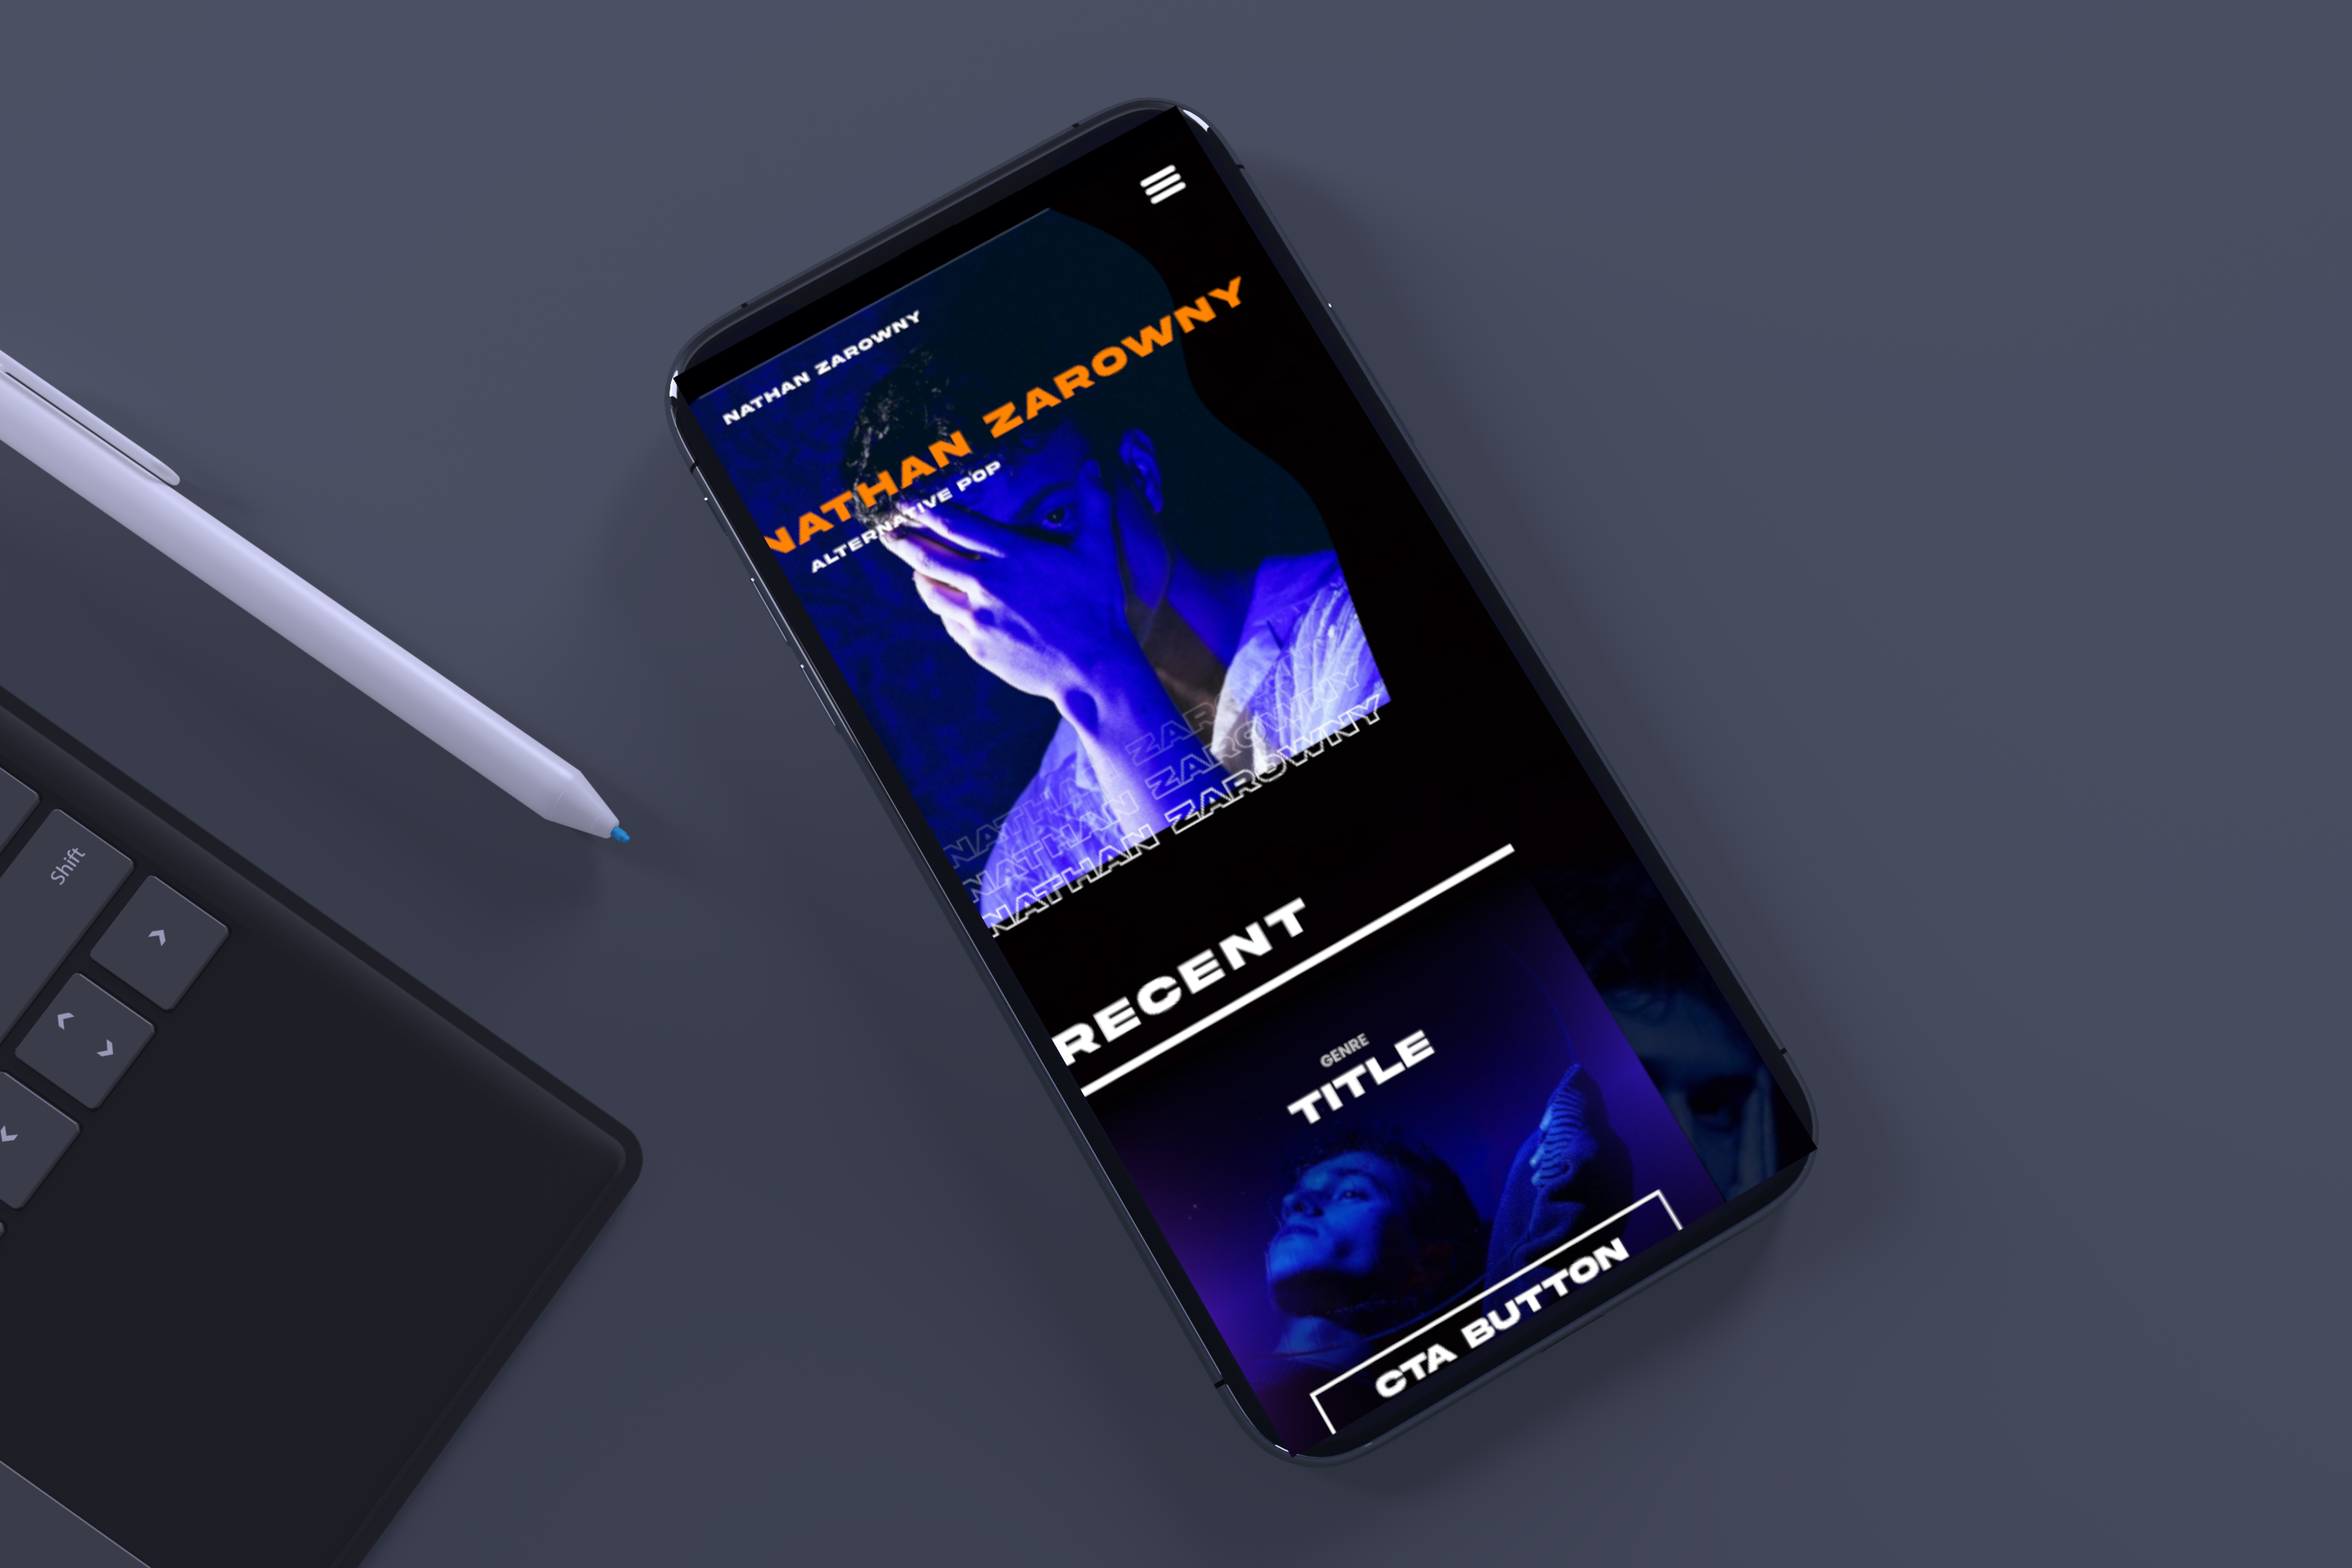 NATHAN ZAROWNY
NATHAN ZAROWNY
ALTERNATIVE POP
NATHAN ZAROWNY
NATHAN ZAROWNY
NATHAN ZAROWNY
RECENT
GENRE
TITLE
CTA BUTTON
Shift